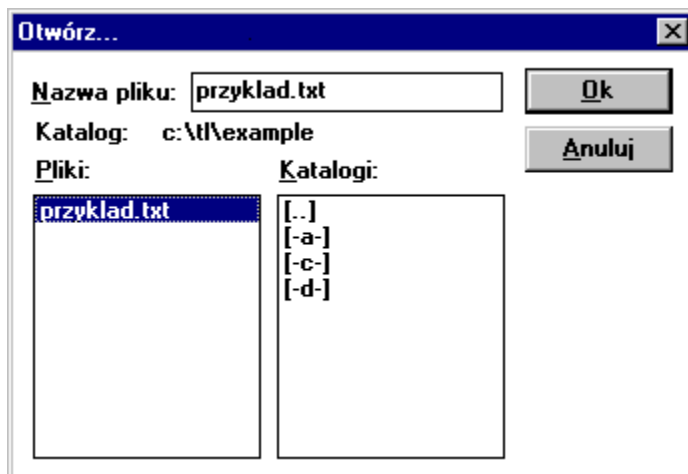 Otwórz...
Nazwa pliku: przyklad.txt
Ok
Katalog: c:\tl\example
Anuluj
Pliki:
Katalogi:
przyklad.txt
[..]
[-a-]
[-c-]
[-d-]